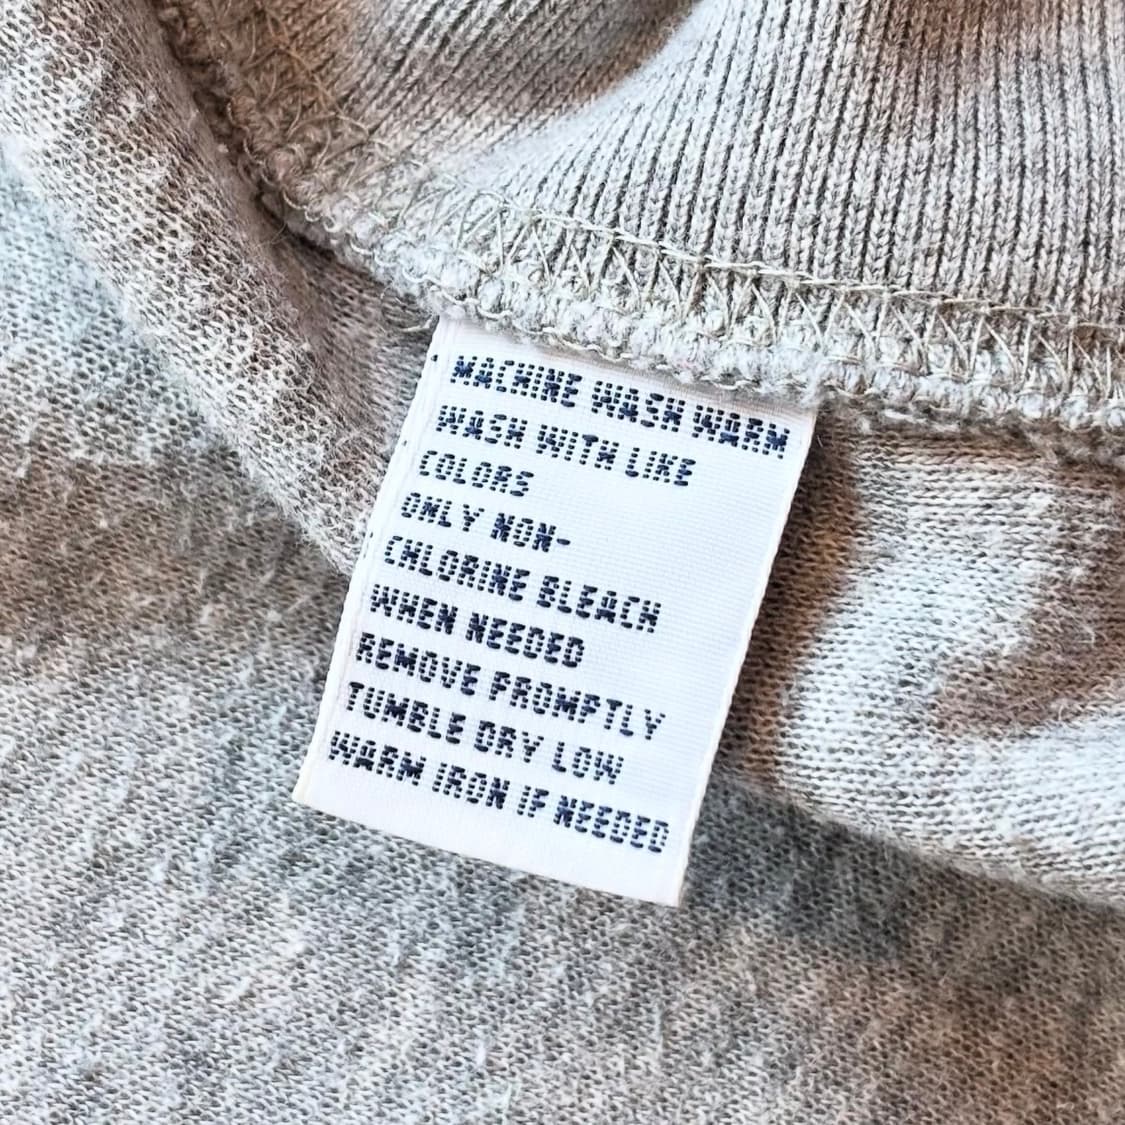 MACHINE WASH WARM
WASH WITH LIKE
COLORS
ONLY NON-
CHLORINE BLEACH
WHEN NEEDED
REMOVE PROMPTLY
TUMBLE DRY LOW
WARM IRON IF NEEDED